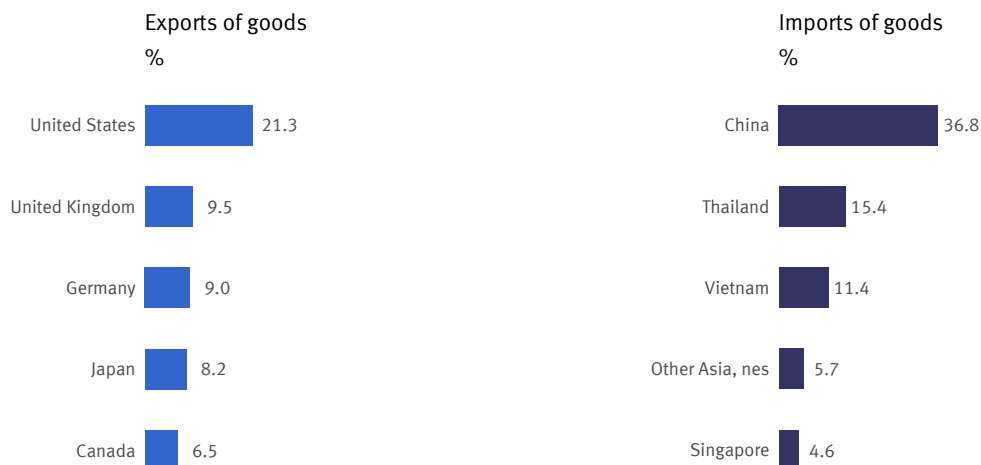 Exports of goods
%
United States 21.3
United Kingdom 9.5
Germany 9.0
Japan 8.2
Canada 6.5
Imports of goods
%
China 36.8
Thailand 15.4
Vietnam 11.4
Other Asia, nes 5.7
Singapore 4.6